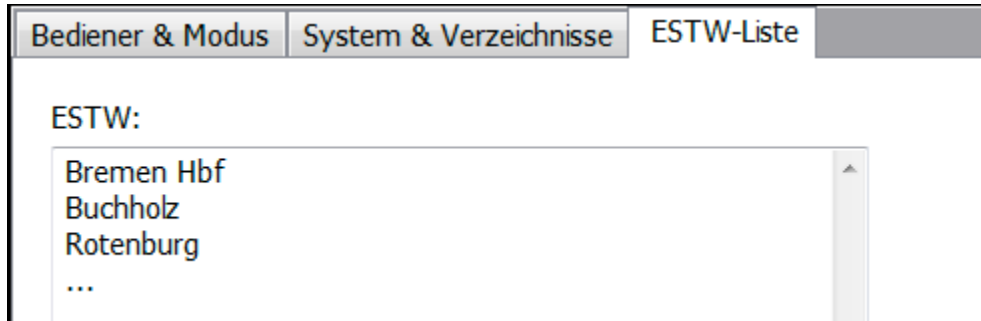 Bediener & Modus System & Verzeichnisse ESTW-Liste
ESTW:
Bremen Hbf
Buchholz
Rotenburg
...